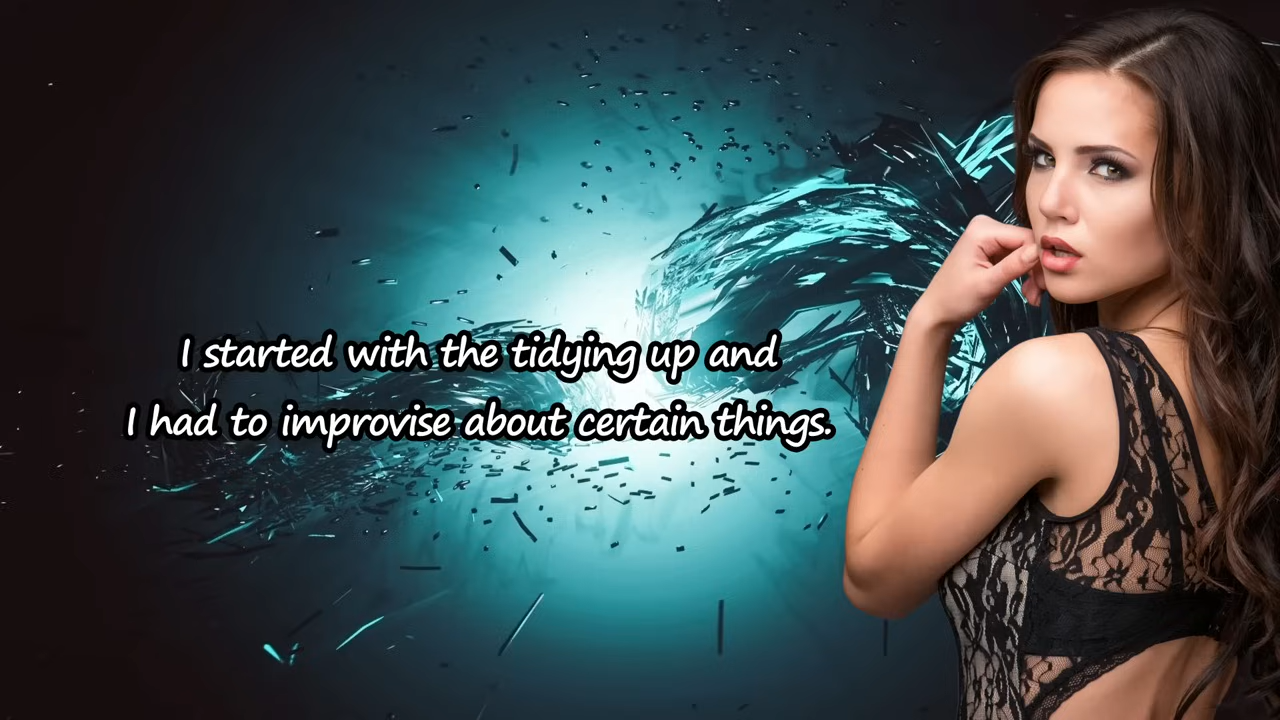 I started with the tidying up and
I had to improvise about certain things.